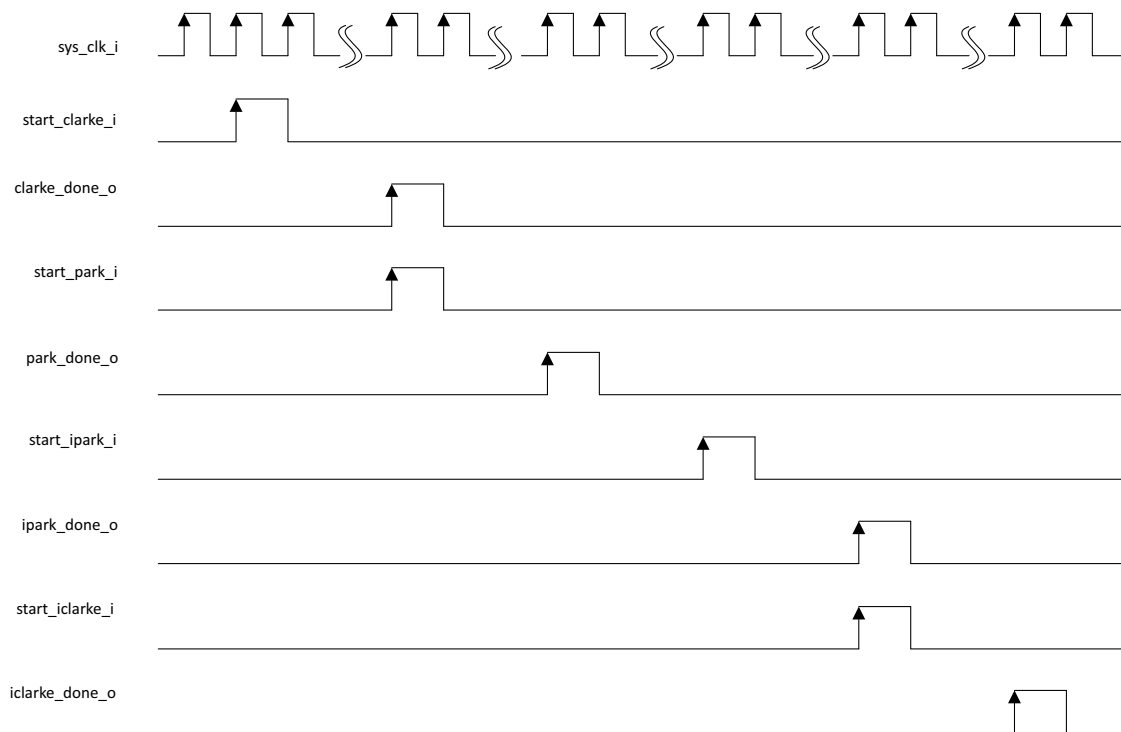 sys_clk_i
start_clarke_i
clarke_done_o
start_park_i
park_done_o
start_ipark_i
ipark_done_o
start_iclarke_i
iclarke_done_o